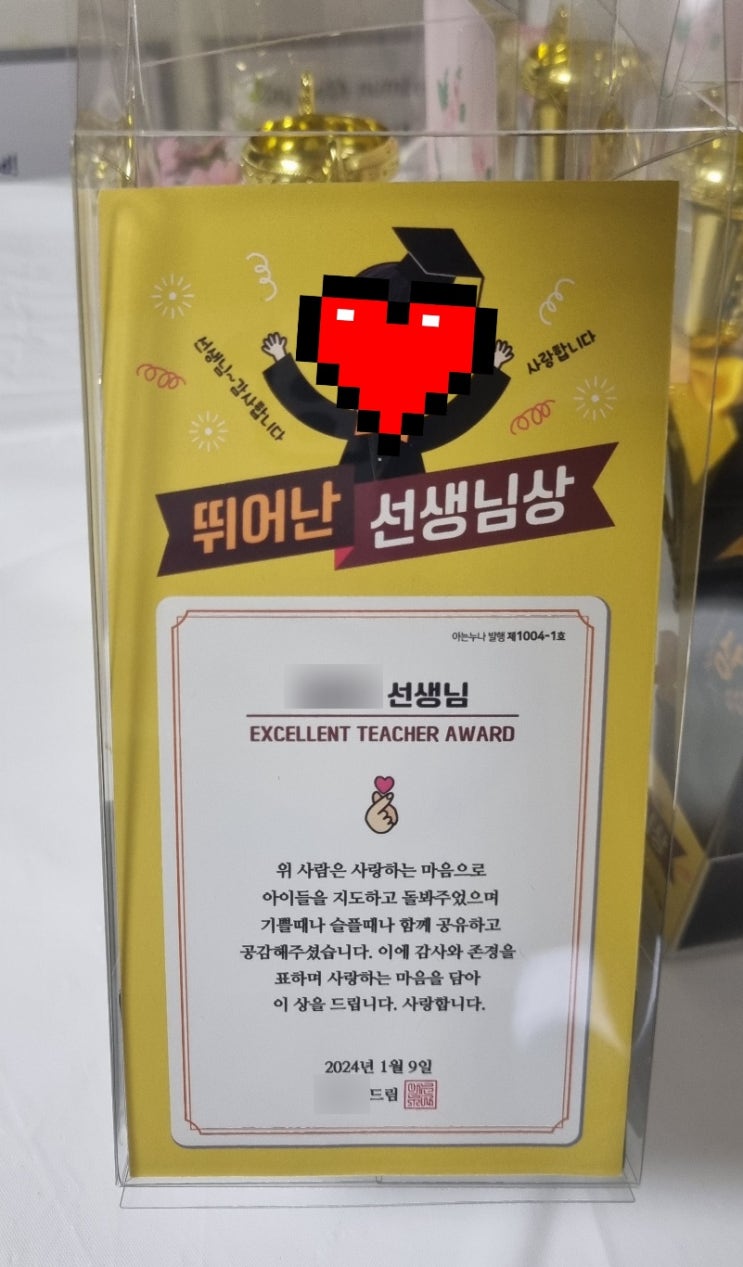 선생님~감사합니다
사랑합니다
뛰어난 선생님상
아는누나 발행 제1004-1호
선생님
EXCELLENT TEACHER AWARD
위 사람은 사랑하는 마음으로
아이들을 지도하고 돌봐주었으며
기쁠때나 슬플때나 함께 공유하고
공감해주셨습니다. 이에 감사와 존경을
표하며 사랑하는 마음을 담아
이 상을 드립니다. 사랑합니다.
2024년 1월 9일
드림